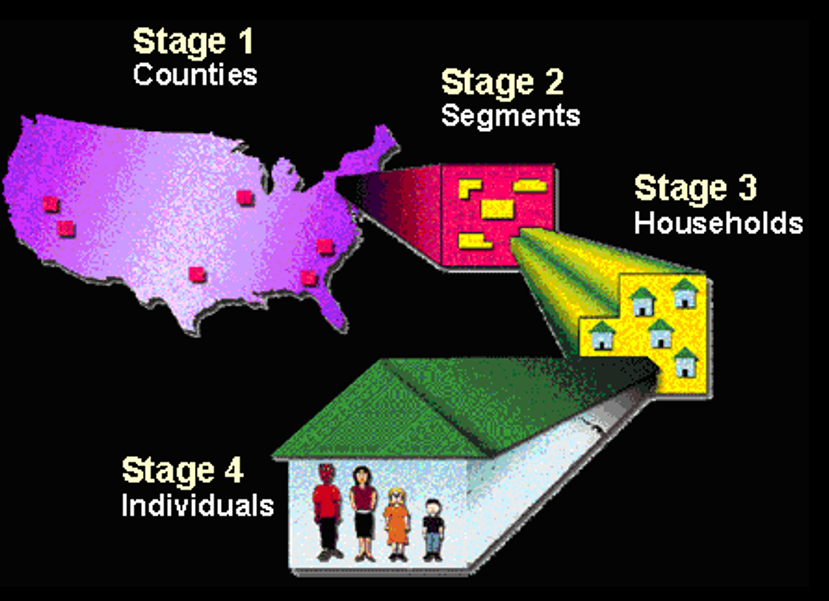 Stage 1
Counties
Stage 2
Segments
Stage 3
Households
Stage 4
Individuals